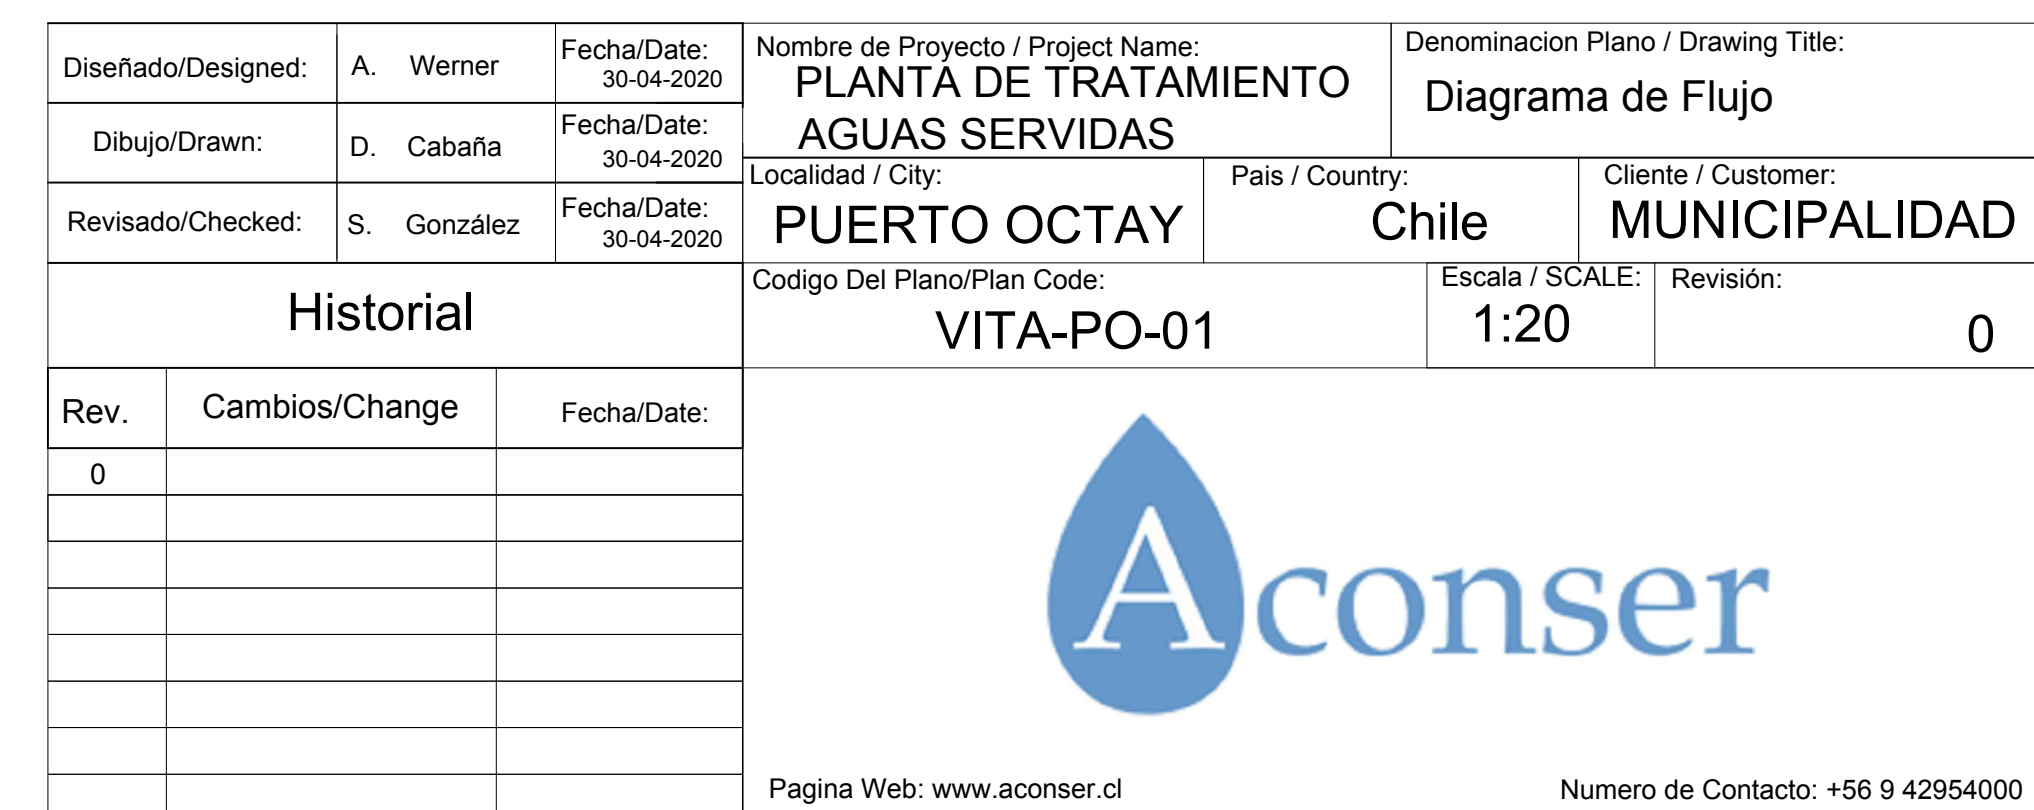 Diseñado/Designed: A. Werner Fecha/Date: 30-04-2020
Dibujo/Drawn: D. Cabaña Fecha/Date: 30-04-2020
Revisado/Checked: S. González Fecha/Date: 30-04-2020
Historial
Rev. Cambios/Change Fecha/Date:
0
Nombre de Proyecto / Project Name:
PLANTA DE TRATAMIENTO
AGUAS SERVIDAS
Denominacion Plano / Drawing Title:
Diagrama de Flujo
Localidad / City:
PUERTO OCTAY
Pais / Country:
Chile
Cliente / Customer:
MUNICIPALIDAD
Codigo Del Plano/Plan Code:
VITA-PO-01
Escala / SCALE:
1:20
Revisión:
0
Aconser
Pagina Web: www.aconser.cl
Numero de Contacto: +56 9 42954000